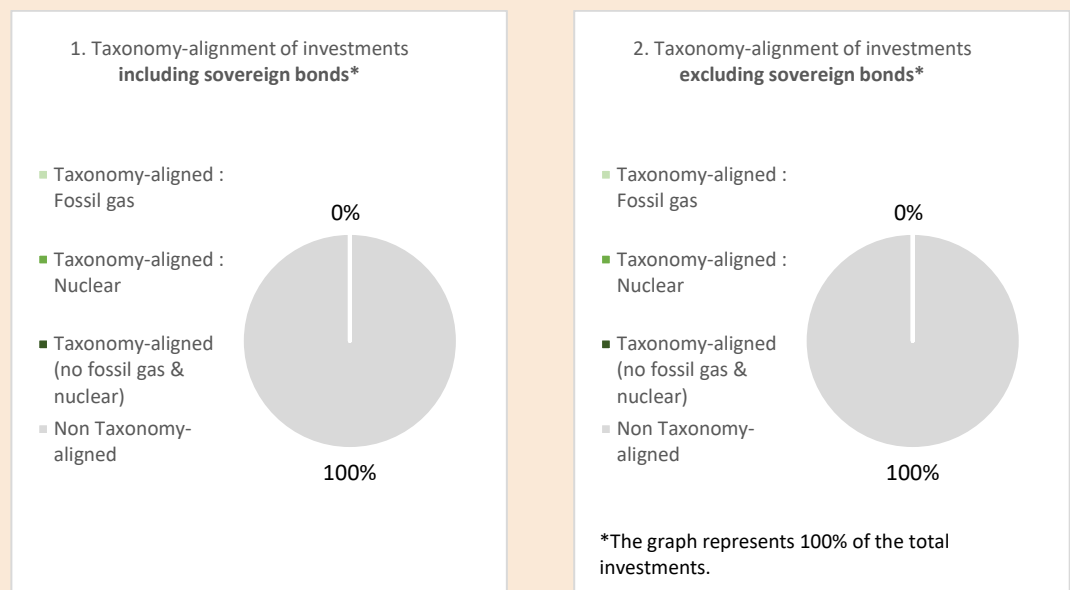 1. Taxonomy-alignment of investments
including sovereign bonds*
Taxonomy-aligned :
Fossil gas
Taxonomy-aligned :
Nuclear
Taxonomy-aligned
(no fossil gas &
nuclear)
Non Taxonomy-
aligned
0%
100%
2. Taxonomy-alignment of investments
excluding sovereign bonds*
Taxonomy-aligned :
Fossil gas
Taxonomy-aligned :
Nuclear
Taxonomy-aligned
(no fossil gas &
nuclear)
Non Taxonomy-
aligned
0%
100%
*The graph represents 100% of the total
investments.